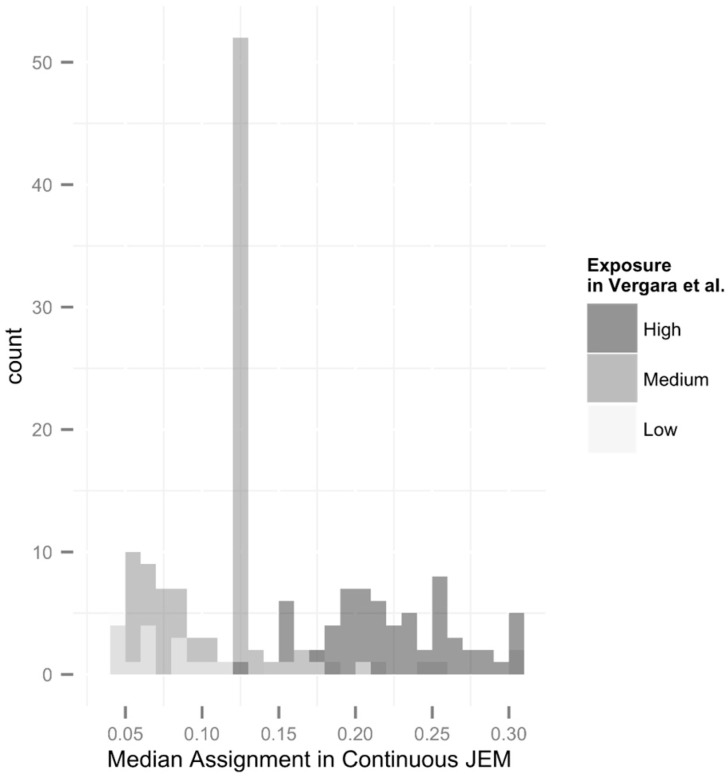 50
40
30
20
10
0
count
0.05 0.10 0.15 0.20 0.25 0.30
Median Assignment in Continuous JEM
Exposure
in Vergara et al.
High
Medium
Low